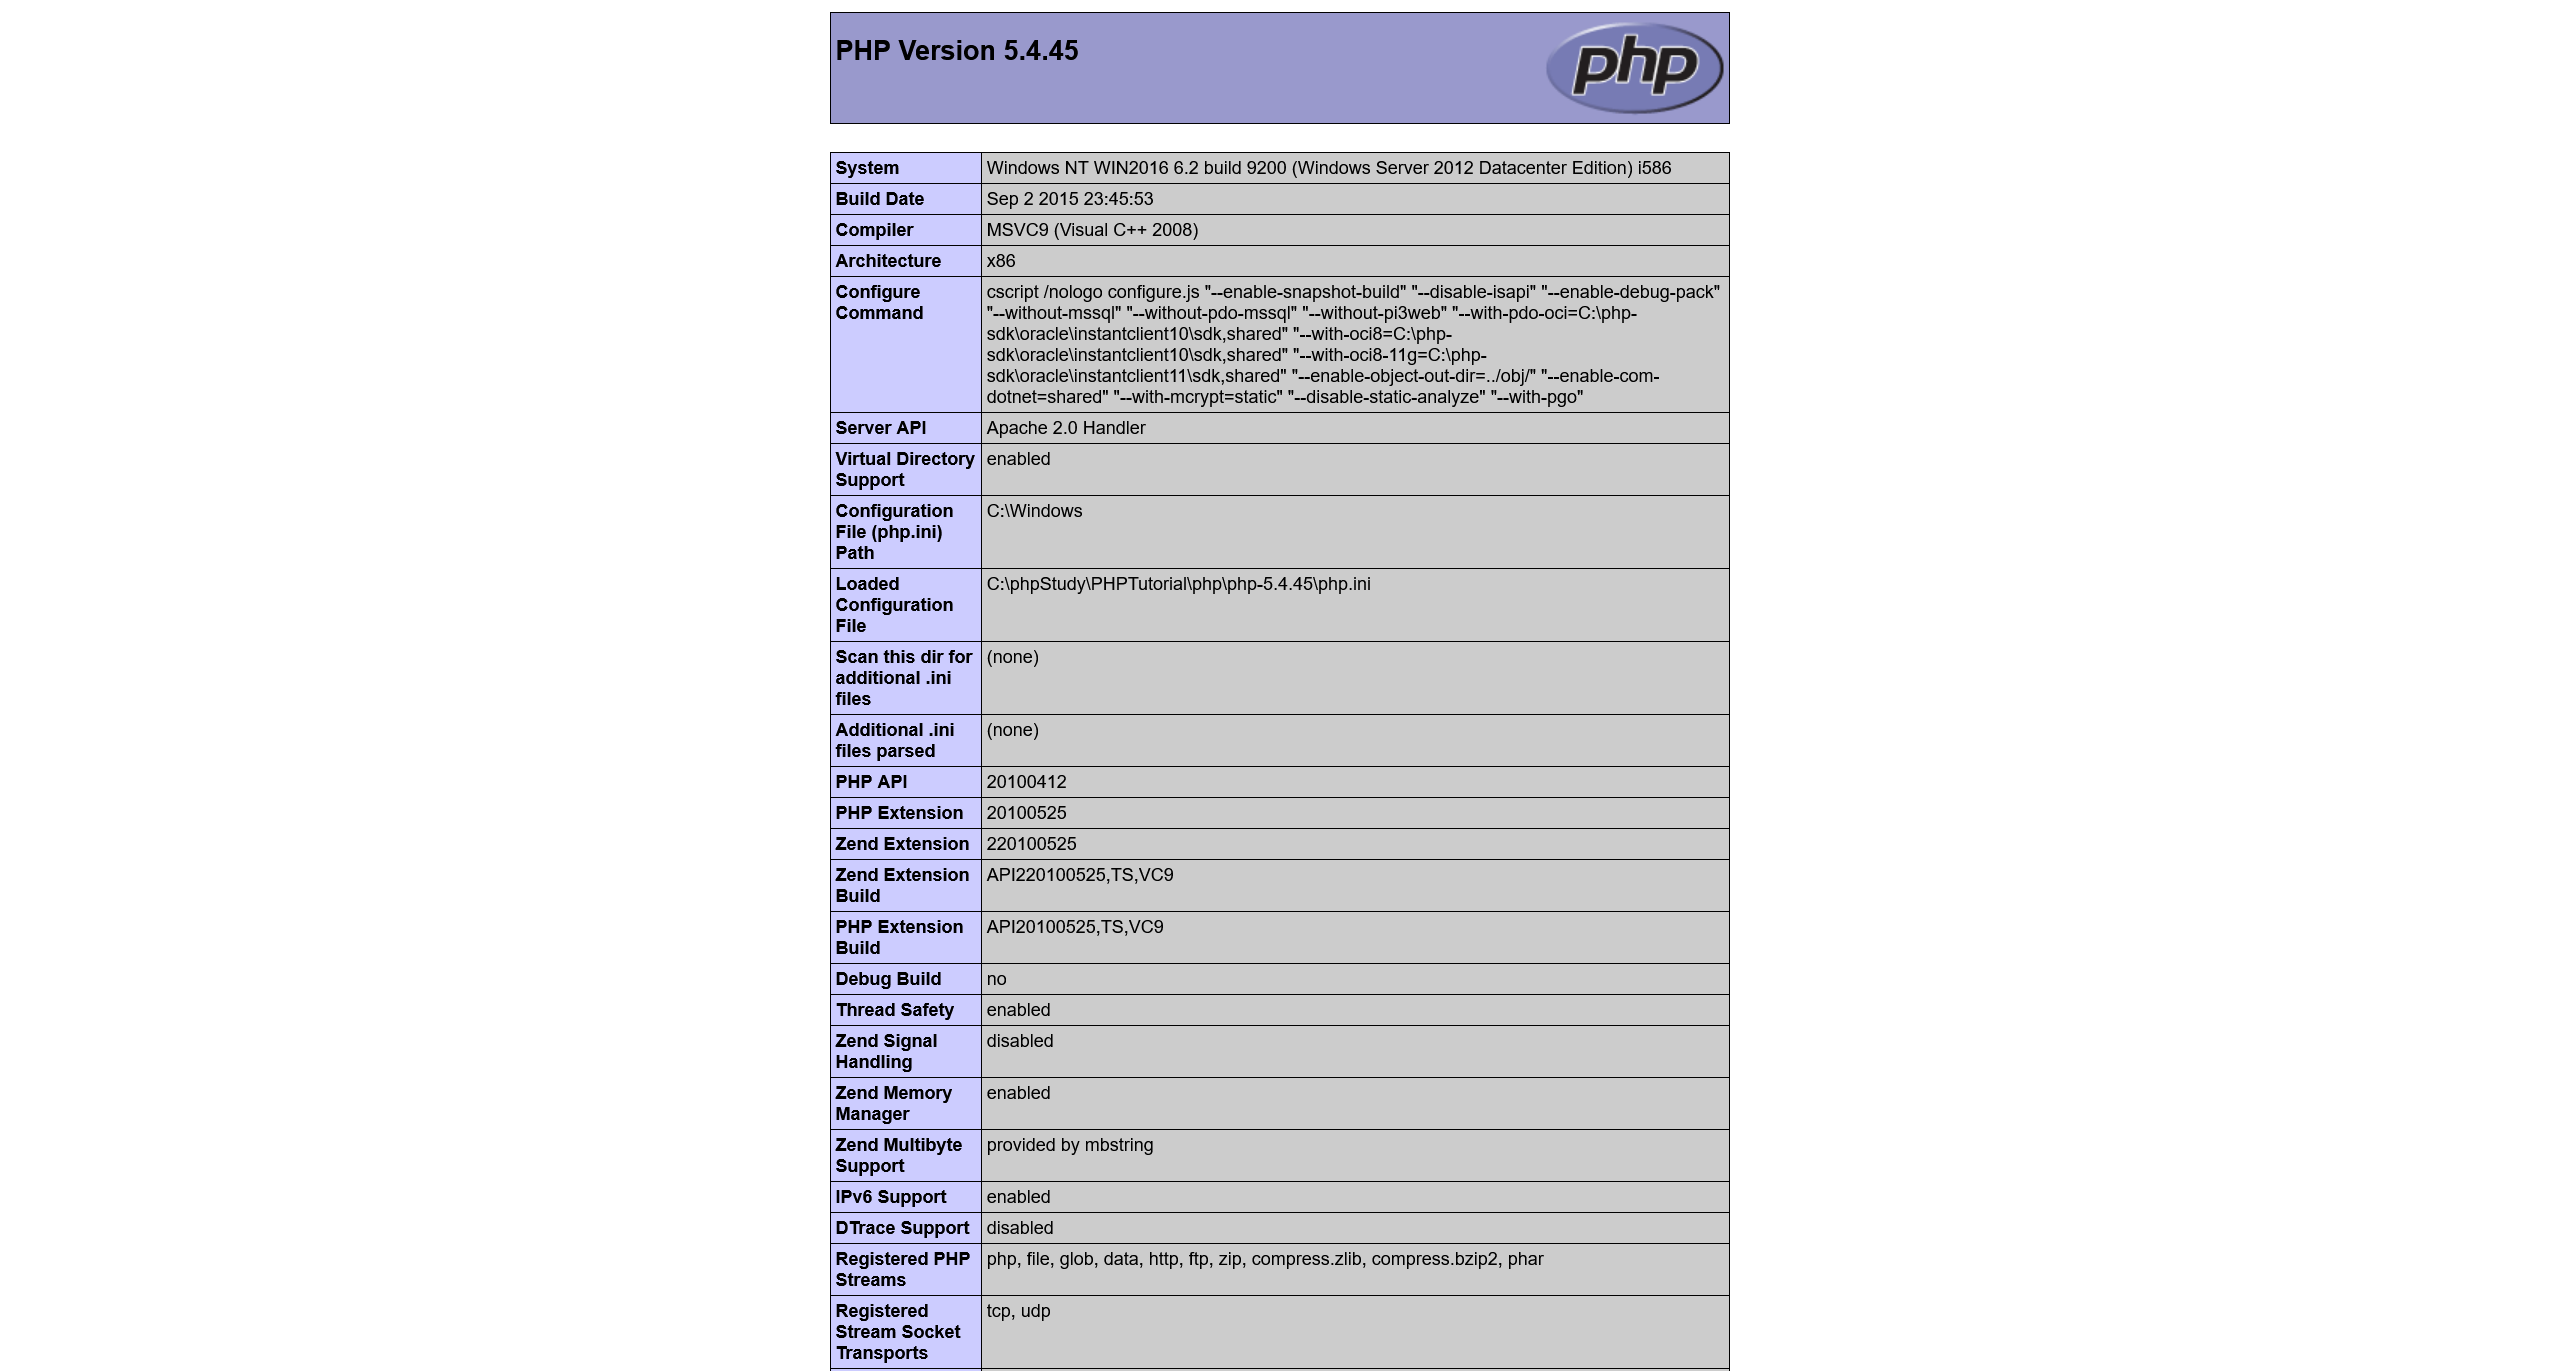 PHP Version 5.4.45
php
System Windows NT WIN2016 6.2 build 9200 (Windows Server 2012 Datacenter Edition) i586
Build Date Sep 2 2015 23:45:53
Compiler MSVC9 (Visual C++ 2008)
Architecture x86
Configure Command
cscript /nologo configure.js "--enable-snapshot-build" "--disable-isapi" "--enable-debug-pack"
"--without-mssql" "--without-pdo-mssql" "--without-pi3web" "--with-pdo-oci=C:\php-
sdk\oracle\instantclient10\sdk,shared" "--with-oci8=C:\php-
sdk\oracle\instantclient10\sdk,shared" "--with-oci8-11g=C:\php-
sdk\oracle\instantclient11\sdk,shared" "--enable-object-out-dir=../obj/" "--enable-com-
dotnet=shared" "--with-mcrypt=static" "--disable-static-analyze" "--with-pgo"
Server API Apache 2.0 Handler
Virtual Directory
Support
enabled
Configuration
File (php.ini)
Path
C:\Windows
Loaded
Configuration
File
C:\phpStudy\PHPTutorial\php\php-5.4.45\php.ini
Scan this dir for
additional .ini
files
(none)
Additional .ini
files parsed
(none)
PHP API 20100412
PHP Extension 20100525
Zend Extension 220100525
Zend Extension
Build
API220100525,TS,VC9
PHP Extension
Build
API20100525,TS,VC9
Debug Build no
Thread Safety enabled
Zend Signal
Handling
disabled
Zend Memory
Manager
enabled
Zend Multibyte
Support
provided by mbstring
IPv6 Support enabled
DTrace Support disabled
Registered PHP
Streams
php, file, glob, data, http, ftp, zip, compress.zlib, compress.bzip2, phar
Registered
Stream Socket
Transports
tcp, udp